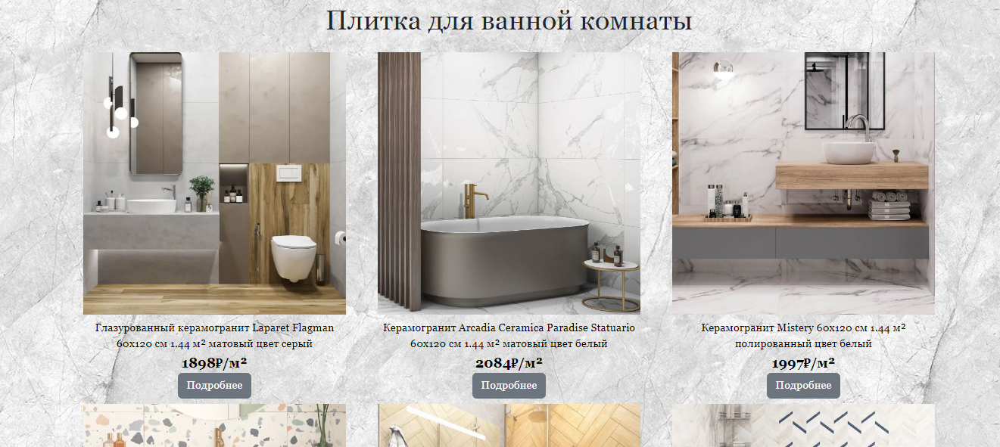 Плитка для ванной комнаты
Глазурованный керамогранит Laparet Flagman
60x120 см 1.44 м² матовый цвет серый
1898₽/м²
Подробнее
Керамогранит Arcadia Ceramica Paradise Statuario
60x120 см 1.44 м² матовый цвет белый
2084₽/м²
Подробнее
Керамогранит Mistery 60x120 см 1.44 м²
полированный цвет белый
1997₽/м²
Подробнее